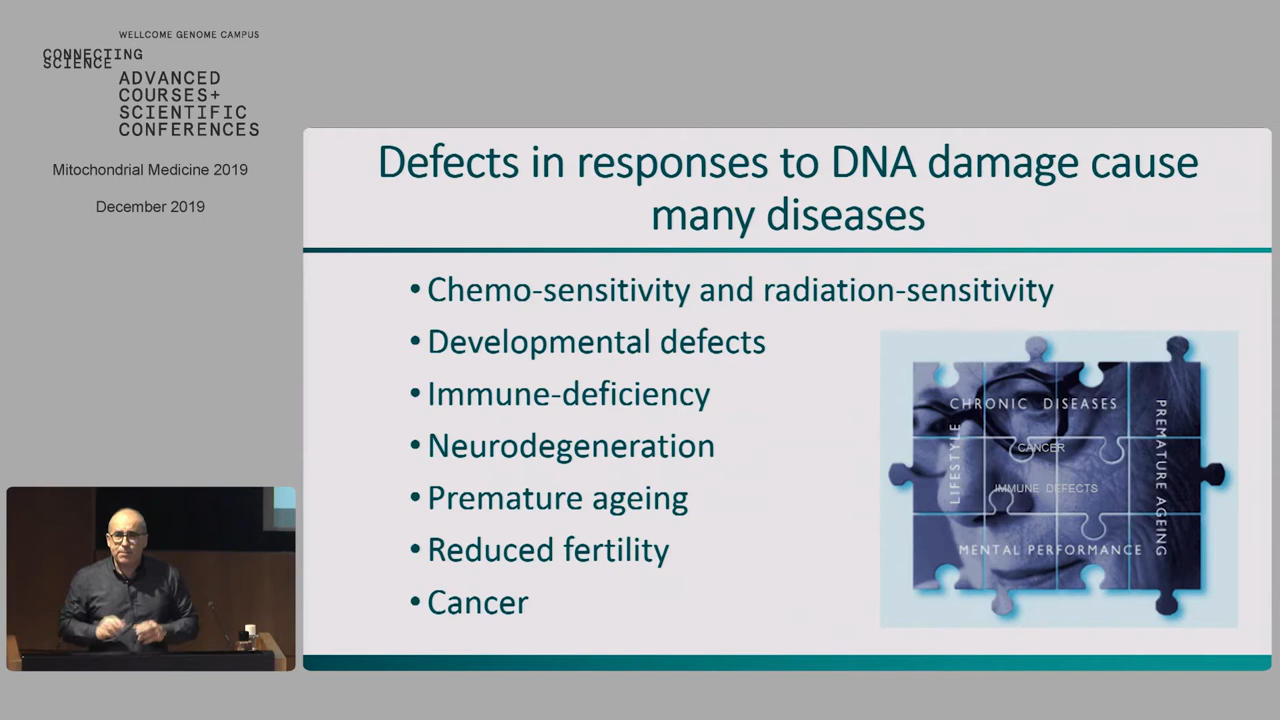 WELLCOME GENOME CAMPUS
CONNECTING
SCIENCE
ADVANCED
COURSES+
SCIENTIFIC
CONFERENCES
Mitochondrial Medicine 2019
December 2019
Defects in responses to DNA damage cause
many diseases
• Chemo-sensitivity and radiation-sensitivity
• Developmental defects
• Immune-deficiency
• Neurodegeneration
• Premature ageing
• Reduced fertility
• Cancer
CHRONIC DISEASES
LIFESTYLE
CANCER
IMMUNE DEFECTS
PREMATURE AGEING
MENTAL PERFORMANCE